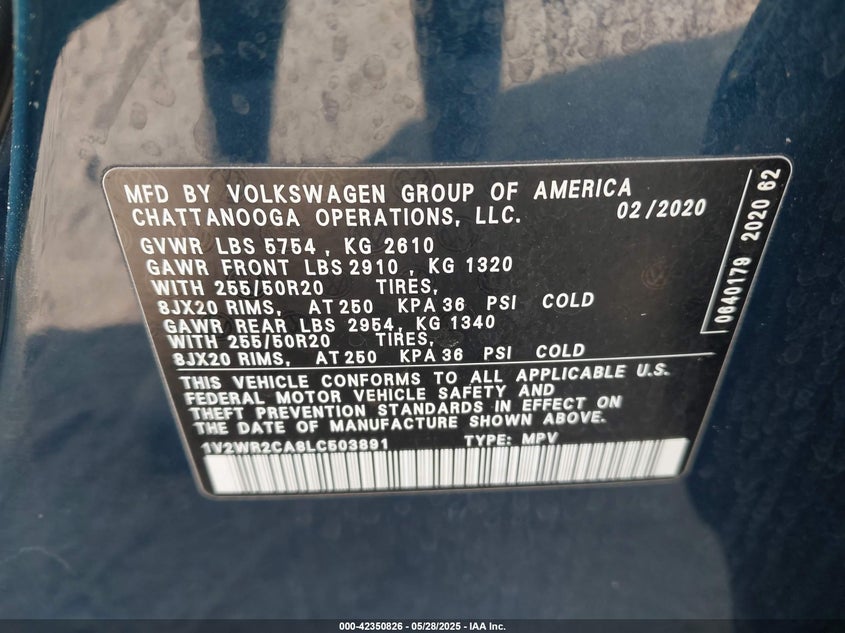 MFD BY VOLKSWAGEN GROUP OF AMERICA
CHATTANOOGA OPERATIONS, LLC. 02/2020
GVWR LBS 5754 , KG 2610
GAWR FRONT LBS 2910 , KG 1320
WITH 255/50R20 TIRES,
8JX20 RIMS, AT 250 KPA 36 PSI COLD
GAWR REAR LBS 2954, KG 1340
WITH 255/50R20 TIRES,
8JX20 RIMS, AT 250 KPA 36 PSI COLD
THIS VEHICLE CONFORMS TO ALL APPLICABLE U.S.
FEDERAL MOTOR VEHICLE SAFETY AND
THEFT PREVENTION STANDARDS IN EFFECT ON
THE DATE OF MANUFACTURE SHOWN ABOVE.
1V2WR2CA8LC503891 TYPE: MPV
0640179 2020 62
000-42350826 - 05/28/2025 - IAA Inc.